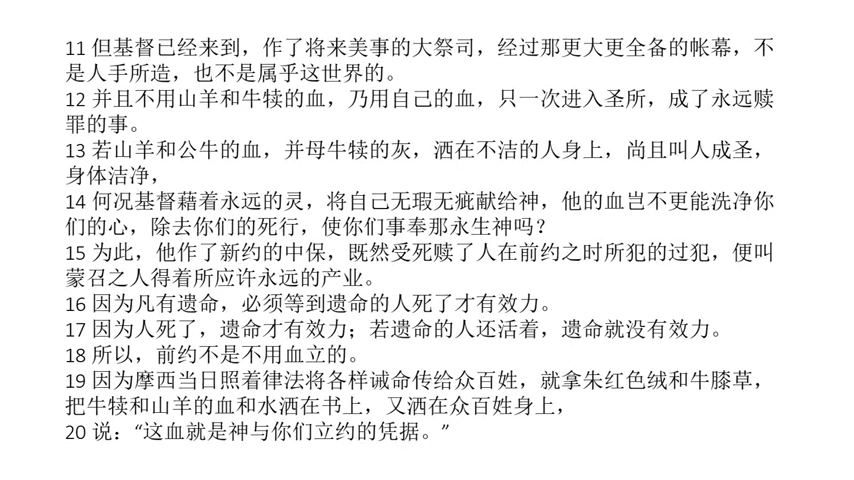 11 但基督已经来到，作了将来美事的大祭司，经过那更大更全备的帐幕，不
是人手所造，也不是属乎这世界的。
12 并且不用山羊和牛犊的血，乃用自己的血，只一次进入圣所，成了永远赎
罪的事。
13 若山羊和公牛的血，并母牛犊的灰，洒在不洁的人身上，尚且叫人成圣，
身体洁净，
14 何况基督藉着永远的灵，将自己无瑕无疵献给神，他的血岂不更能洗净你
们的心，除去你们的死行，使你们事奉那永生神吗？
15 为此，他作了新约的中保，既然受死赎了人在前约之时所犯的过犯，便叫
蒙召之人得着所应许永远的产业。
16 因为凡有遗命，必须等到遗命的人死了才有效力。
17 因为人死了，遗命才有效力；若遗命的人还活着，遗命就没有效力。
18 所以，前约不是不用血立的。
19 因为摩西当日照着律法将各样诫命传给众百姓，就拿朱红色绒和牛膝草，
把牛犊和山羊的血和水洒在书上，又洒在众百姓身上，
20 说：“这血就是神与你们立约的凭据。”